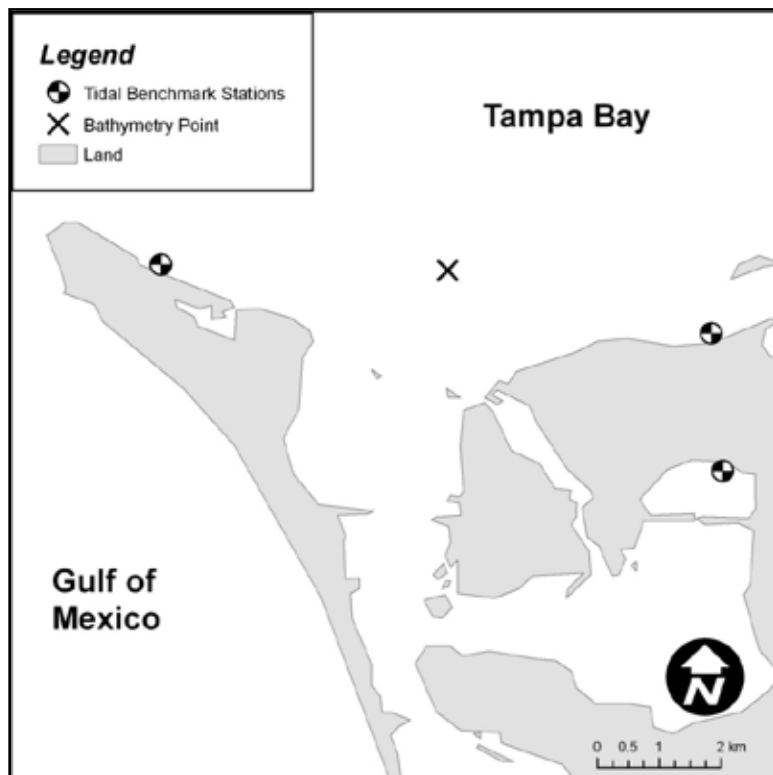 Legend
Tidal Benchmark Stations
Bathymetry Point
Land
Tampa Bay
Gulf of
Mexico
N
0 0.5 1 2 km